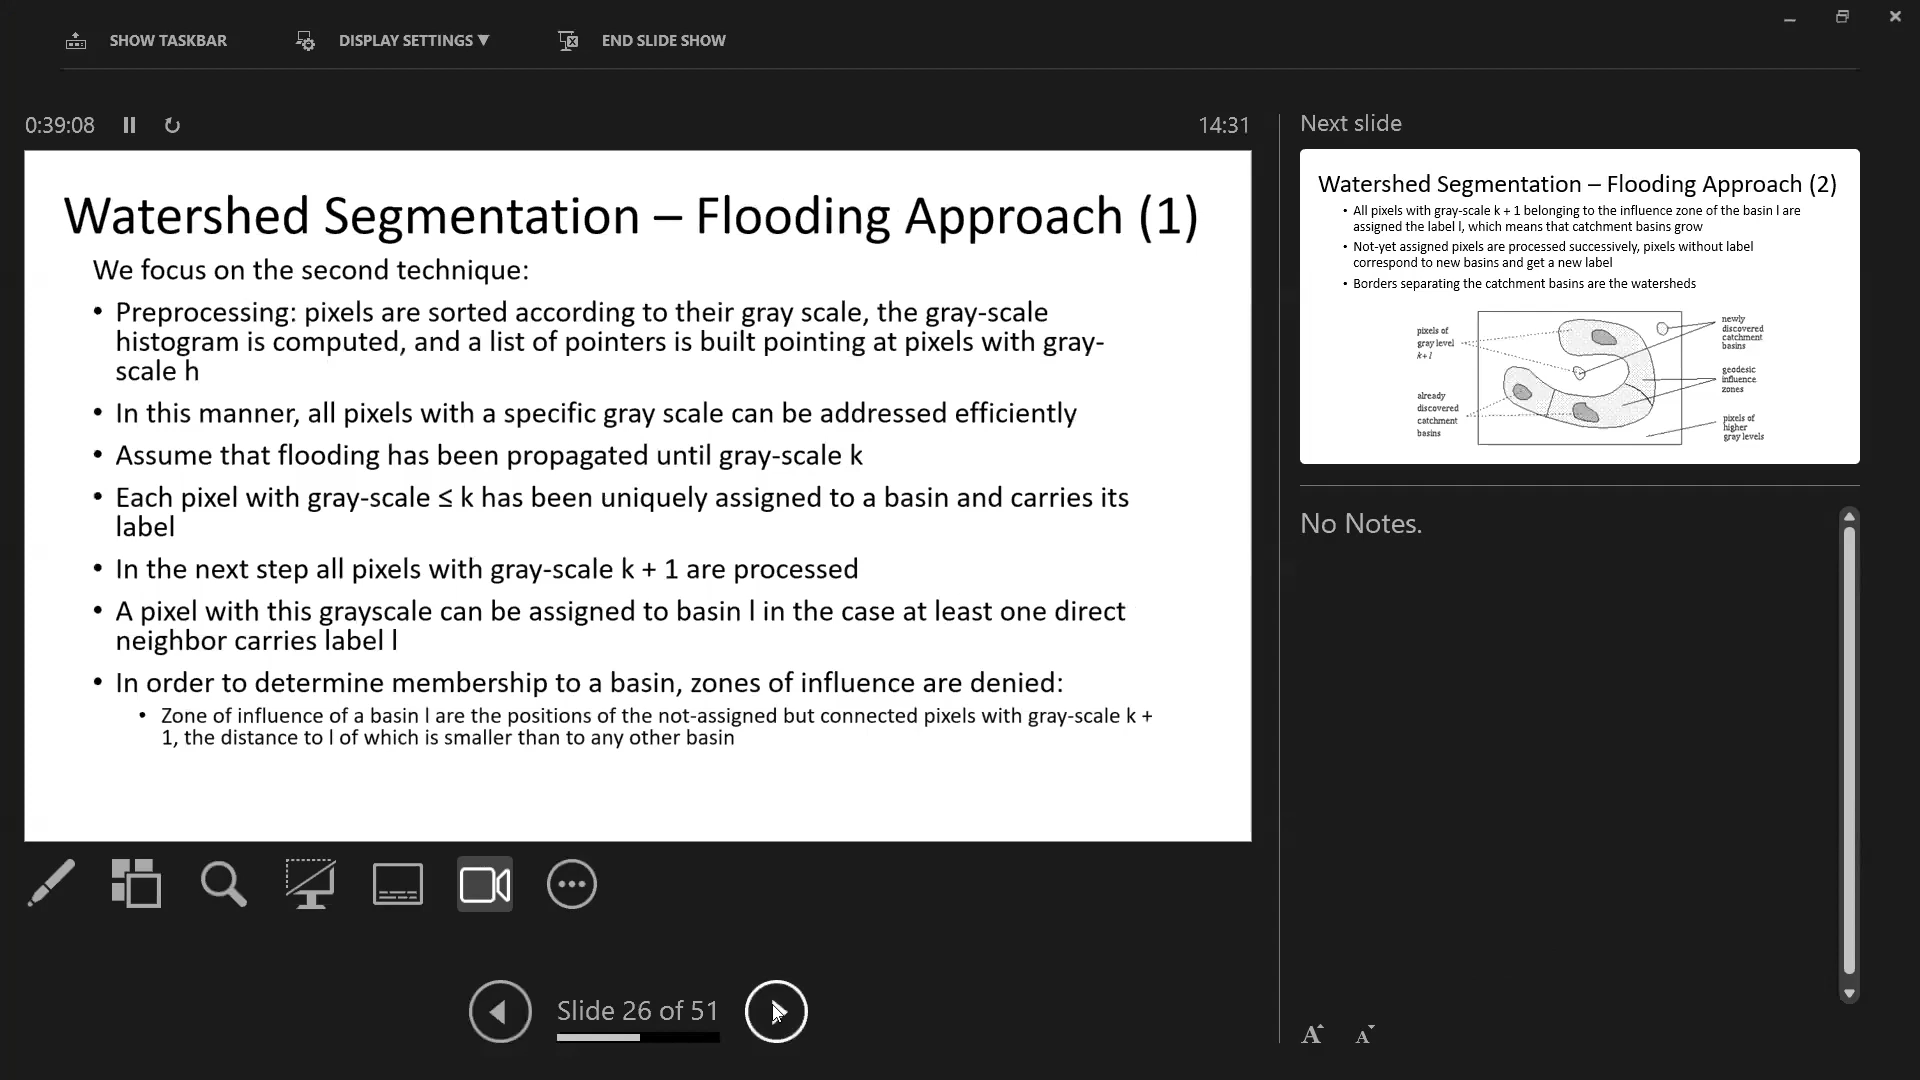 SHOW TASKBAR
DISPLAY SETTINGS ▼
END SLIDE SHOW
0:39:08
14:31
Watershed Segmentation – Flooding Approach (1)
We focus on the second technique:
• Preprocessing: pixels are sorted according to their gray scale, the gray-scale
histogram is computed, and a list of pointers is built pointing at pixels with gray-
scale h
• In this manner, all pixels with a specific gray scale can be addressed efficiently
• Assume that flooding has been propagated until gray-scale k
• Each pixel with gray-scale ≤ k has been uniquely assigned to a basin and carries its
label
• In the next step all pixels with gray-scale k + 1 are processed
• A pixel with this grayscale can be assigned to basin l in the case at least one direct
neighbor carries label l
• In order to determine membership to a basin, zones of influence are denied:
• Zone of influence of a basin l are the positions of the not-assigned but connected pixels with gray-scale k +
1, the distance to l of which is smaller than to any other basin
Slide 26 of 51
Next slide
Watershed Segmentation – Flooding Approach (2)
• All pixels with gray-scale k + 1 belonging to the influence zone of the basin l are
assigned the label l, which means that catchment basins grow
• Not-yet assigned pixels are processed successively, pixels without label
correspond to new basins and get a new label
• Borders separating the catchment basins are the watersheds
pixels of
gray level
k+1
already
discovered
catchment
basins
newly
discovered
catchment
basins
geodesic
influence
zones
pixels of
higher
gray levels
No Notes.
A
A